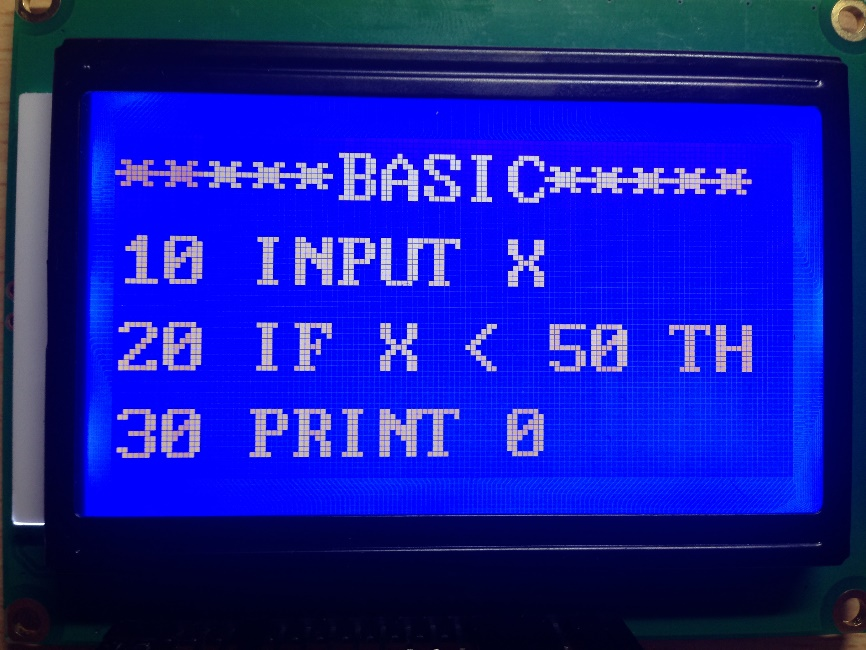 *****BASIC*****
10 INPUT X
20 IF X < 50 TH
30 PRINT 0